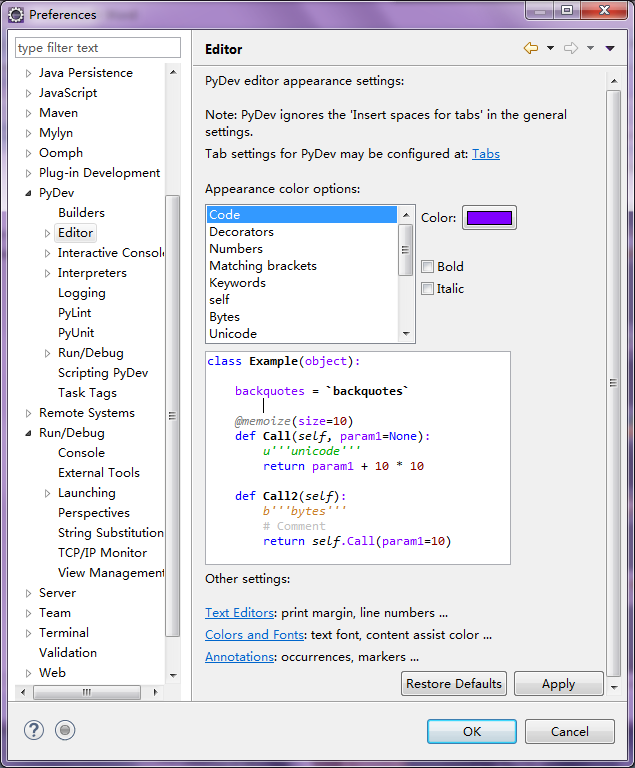 Preferences
type filter text
Java Persistence
JavaScript
Maven
Mylyn
Oomph
Plug-in Development
PyDev
Builders
Editor
Interactive Consol
Interpreters
Logging
PyLint
PyUnit
Run/Debug
Scripting PyDev
Task Tags
Remote Systems
Run/Debug
Console
External Tools
Launching
Perspectives
String Substitution
TCP/IP Monitor
View Management
Server
Team
Terminal
Validation
Web
Editor
PyDev editor appearance settings:
Note: PyDev ignores the 'Insert spaces for tabs' in the general
settings.
Tab settings for PyDev may be configured at: Tabs
Appearance color options:
Code
Decorators
Numbers
Matching brackets
Keywords
self
Bytes
Unicode
Color:
Bold
Italic
class Example(object):
backquotes = `backquotes`
@memoize(size=10)
def Call(self, param1=None):
u'''unicode'''
return param1 + 10 * 10
def Call2(self):
b'''bytes'''
# Comment
return self.Call(param1=10)
Other settings:
Text Editors: print margin, line numbers ...
Colors and Fonts: text font, content assist color ...
Annotations: occurrences, markers ...
Restore Defaults
Apply
?
OK
Cancel